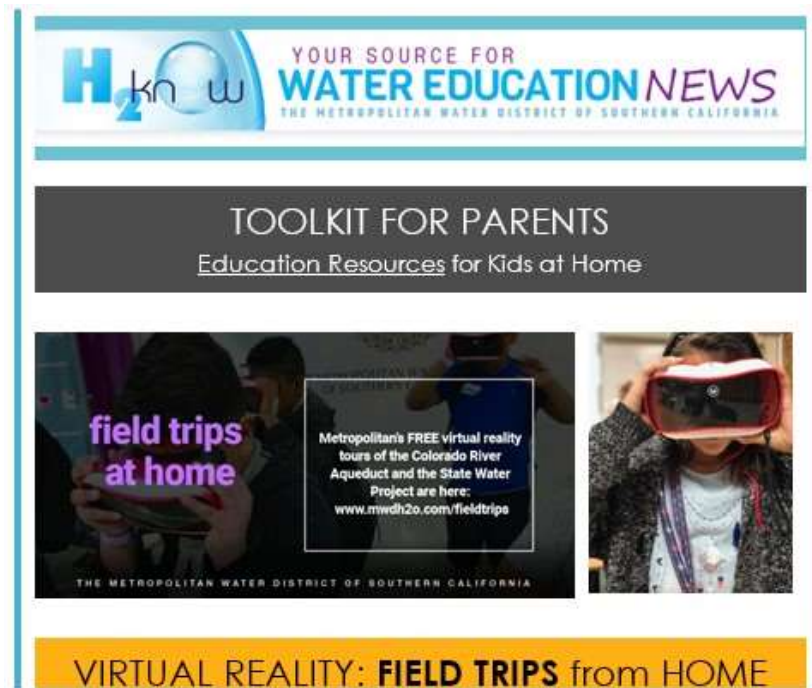 H2knOw
YOUR SOURCE FOR
WATER EDUCATION NEWS
THE METROPOLITAN WATER DISTRICT OF SOUTHERN CALIFORNIA
TOOLKIT FOR PARENTS
Education Resources for Kids at Home
field trips
at home
Metropolitan's FREE virtual reality
tours of the Colorado River
Aqueduct and the State Water
Project are here:
www.mwdh2o.com/fieldtrips
THE METROPOLITAN WATER DISTRICT OF SOUTHERN CALIFORNIA
VIRTUAL REALITY: FIELD TRIPS from HOME